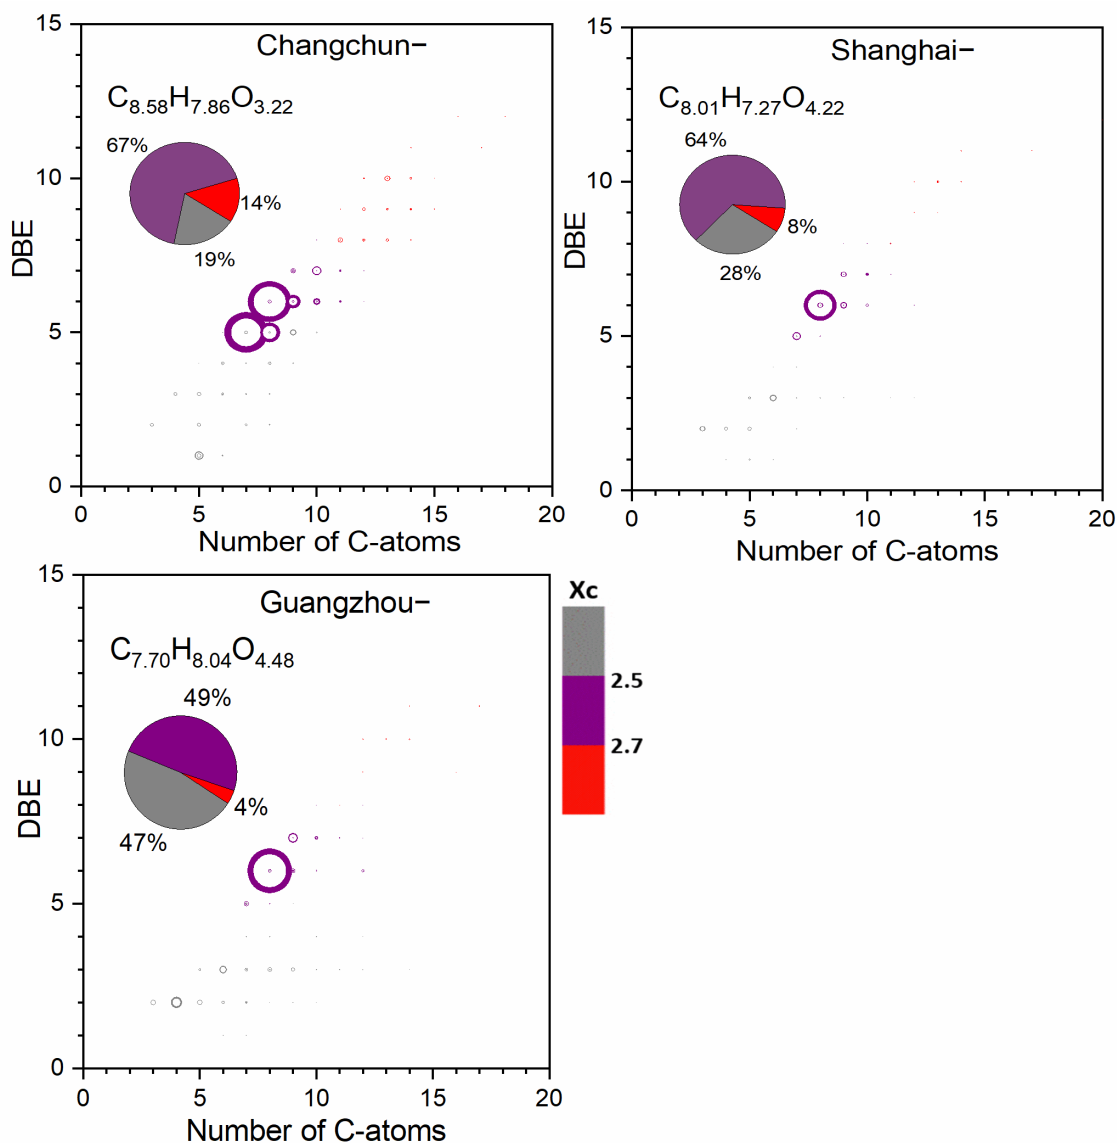 Changchun−
C8.58H7.86O3.22
67%
14%
19%
15
10
5
0
DBE
0 5 10 15 20
Number of C-atoms
Shanghai−
C8.01H7.27O4.22
64%
8%
28%
15
10
5
0
DBE
0 5 10 15 20
Number of C-atoms
Guangzhou−
C7.70H8.04O4.48
49%
4%
47%
15
10
5
0
DBE
0 5 10 15 20
Number of C-atoms
Xc
2.5
2.7